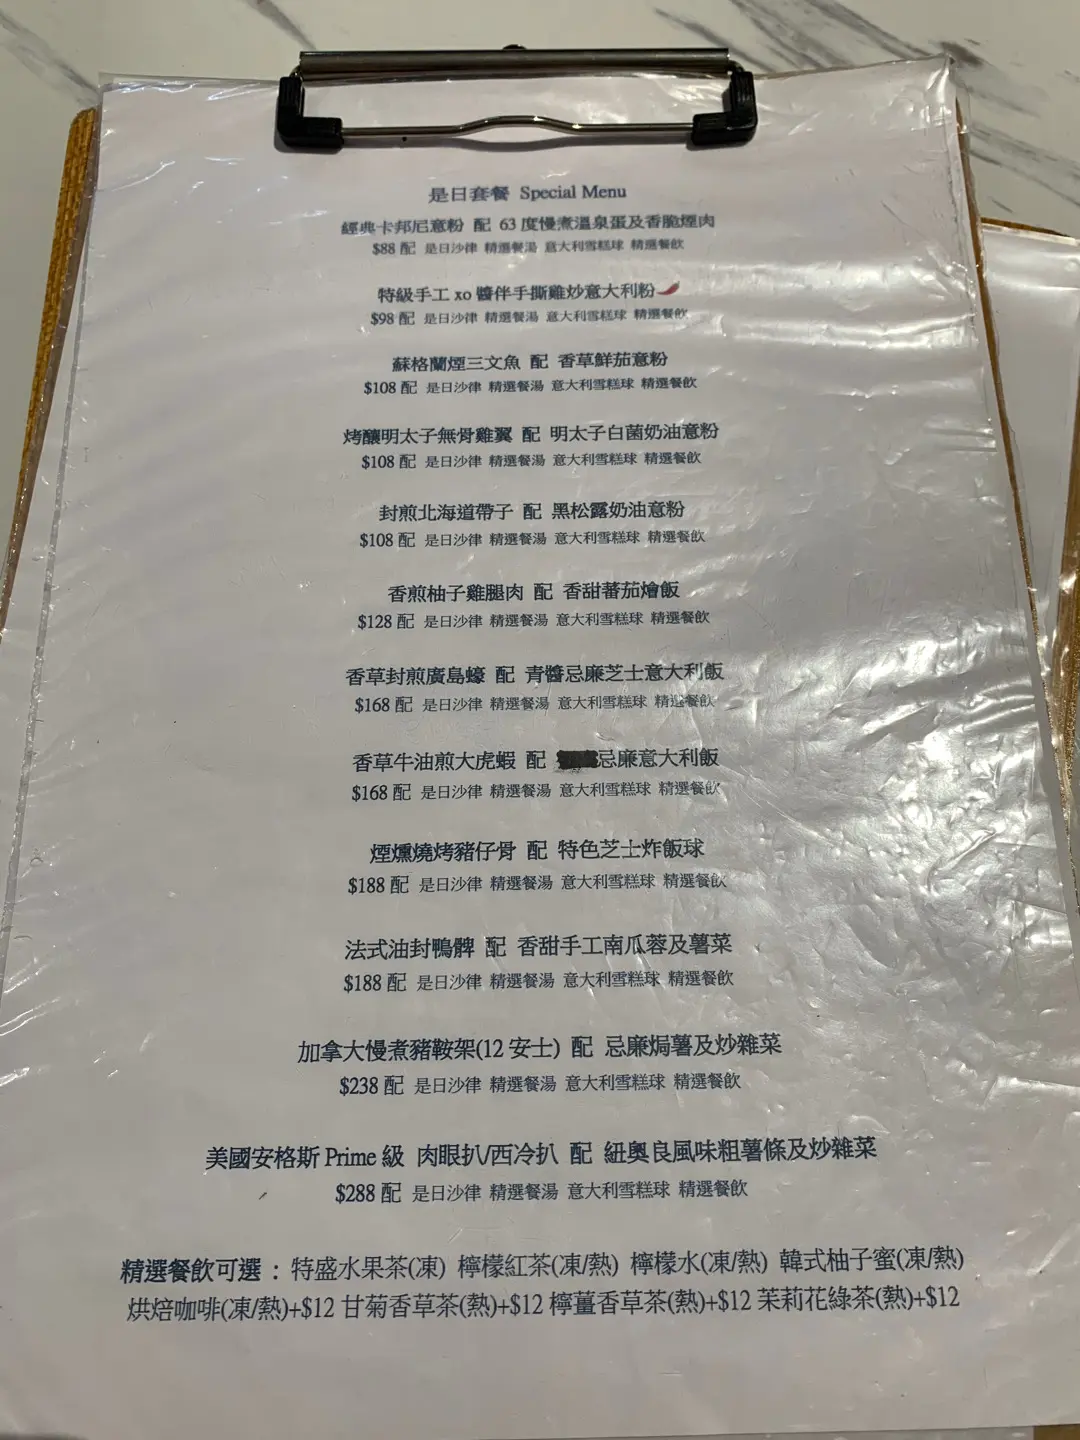 是日套餐 Special Menu
經典卡邦尼意粉 配 63 度慢煮溫泉蛋及香脆煙肉
$88 配 是日沙律 精選餐湯 意大利雪糕球 精選餐飲
特級手工 xo 醬伴手撕雞炒意大利粉
$98 配 是日沙律 精選餐湯 意大利雪糕球 精選餐飲
蘇格蘭煙三文魚 配 香草鮮茄意粉
$108 配 是日沙律 精選餐湯 意大利雪糕球 精選餐飲
烤釀明太子無骨雞翼 配 明太子白菌奶油意粉
$108 配 是日沙律 精選餐湯 意大利雪糕球 精選餐飲
封煎北海道帶子 配 黑松露奶油意粉
$108 配 是日沙律 精選餐湯 意大利雪糕球 精選餐飲
香煎柚子雞腿肉 配 香甜蕃茄燴飯
$128 配 是日沙律 精選餐湯 意大利雪糕球 精選餐飲
香草封煎廣島蠔 配 青醬忌廉芝士意大利飯
$168 配 是日沙律 精選餐湯 意大利雪糕球 精選餐飲
香草牛油煎大虎蝦 配 忌廉意大利飯
$168 配 是日沙律 精選餐湯 意大利雪糕球 精選餐飲
煙燻燒烤豬仔骨 配 特色芝士炸飯球
$188 配 是日沙律 精選餐湯 意大利雪糕球 精選餐飲
法式油封鴨髀 配 香甜手工南瓜蓉及薯菜
$188 配 是日沙律 精選餐湯 意大利雪糕球 精選餐飲
加拿大慢煮豬鞍架(12 安士) 配 忌廉焗薯及炒雜菜
$238 配 是日沙律 精選餐湯 意大利雪糕球 精選餐飲
美國安格斯 Prime 級 肉眼扒/西冷扒 配 紐奧良風味粗薯條及炒雜菜
$288 配 是日沙律 精選餐湯 意大利雪糕球 精選餐飲
精選餐飲可選：特盛水果茶(凍) 檸檬紅茶(凍/熱) 檸檬水(凍/熱) 韓式柚子蜜(凍/熱)
烘焙咖啡(凍/熱)+$12 甘菊香草茶(熱)+$12 檸薑香草茶(熱)+$12 茉莉花綠茶(熱)+$12